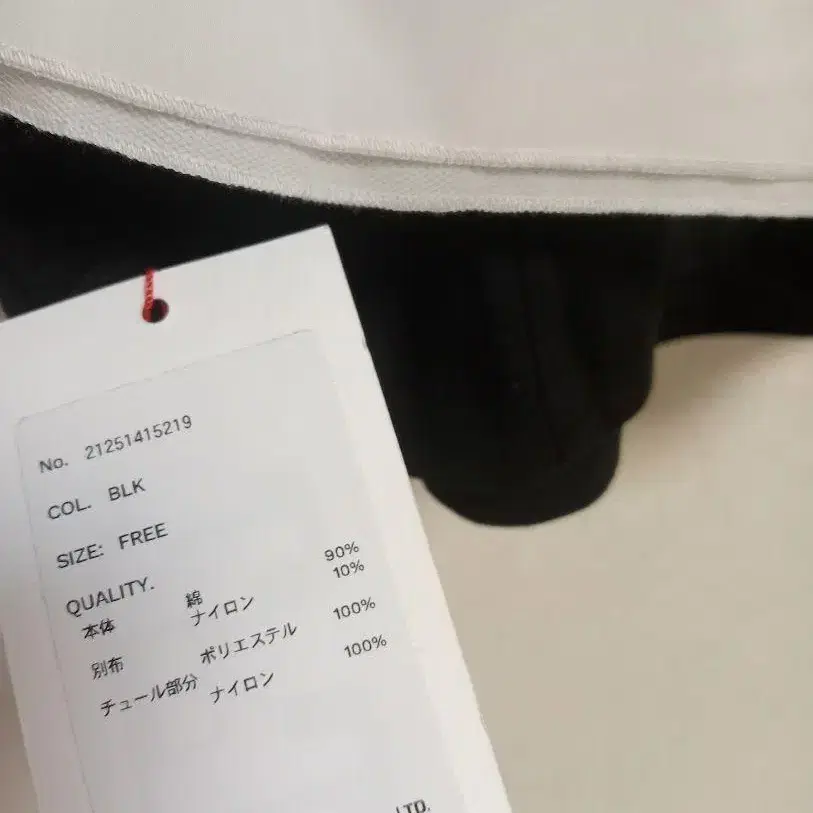 No. 21251415219
COL. BLK
SIZE: FREE
QUALITY.
本体 綿 90%
ナイロン 10%
別布 ポリエステル 100%
チュール部分 ナイロン 100%
LTD.